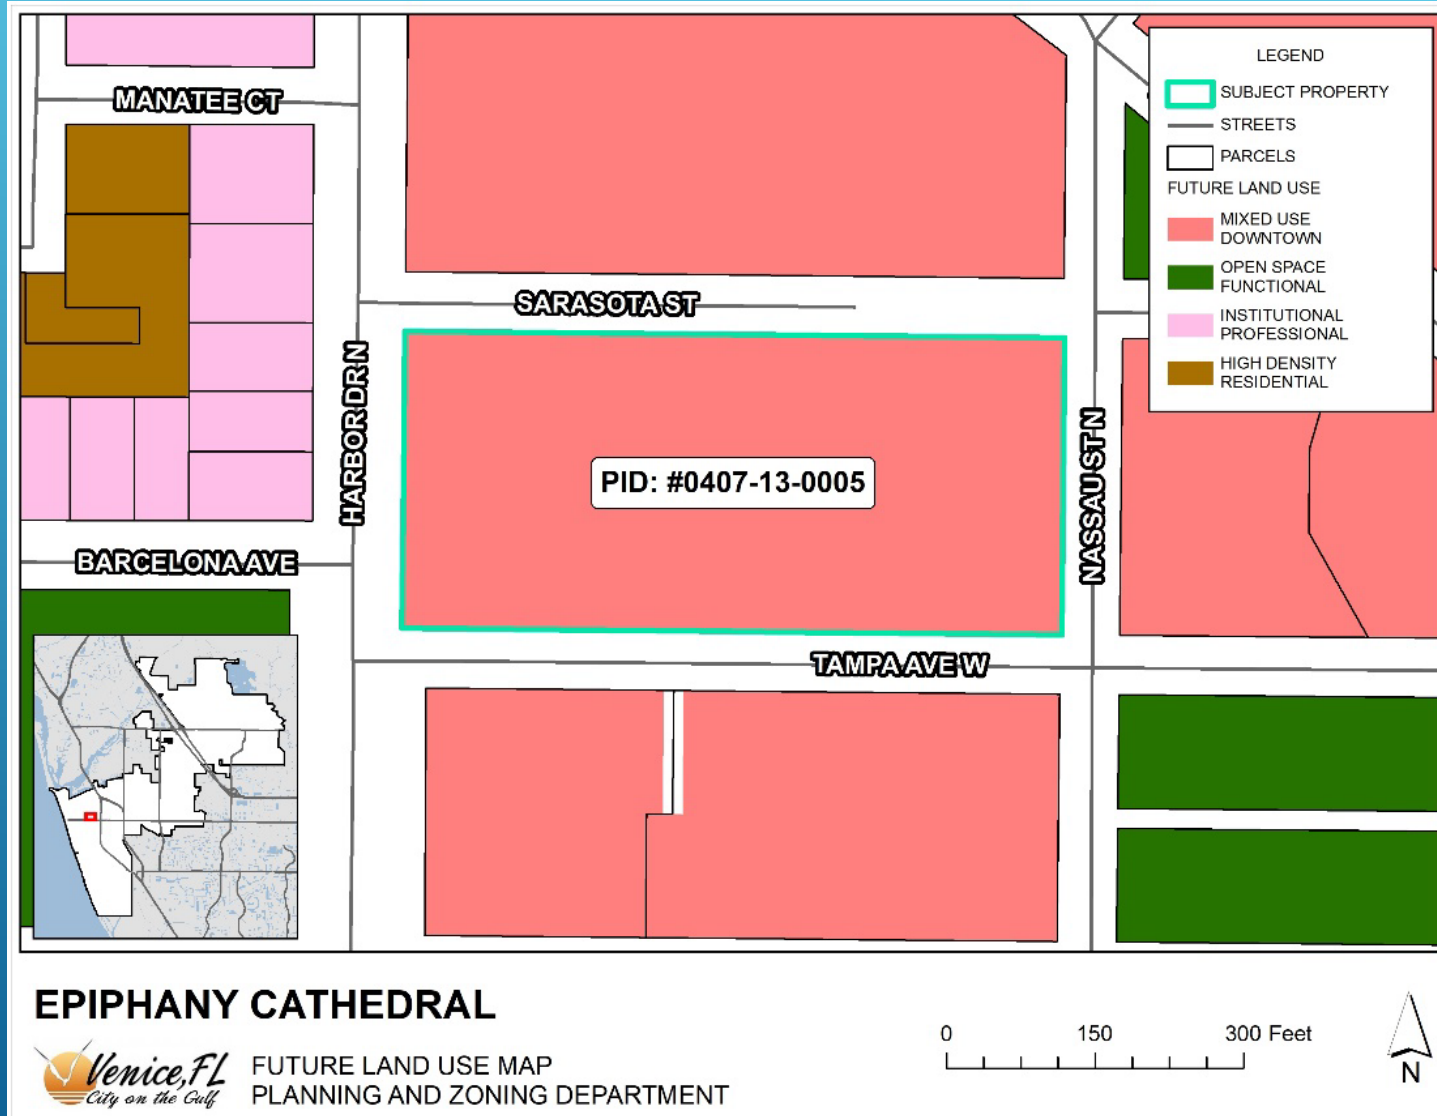 MANATEE CT
LEGEND
SUBJECT PROPERTY
STREETS
PARCELS
FUTURE LAND USE
MIXED USE
DOWNTOWN
OPEN SPACE
FUNCTIONAL
INSTITUTIONAL
PROFESSIONAL
HIGH DENSITY
RESIDENTIAL
SARASOTA ST
HARBOR DR N
PID: #0407-13-0005
NASSAU ST N
BARCELONA AVE
TAMPA AVE W
EPIPHANY CATHEDRAL
Venice, FL
City on the Gulf
FUTURE LAND USE MAP
PLANNING AND ZONING DEPARTMENT
0 150 300 Feet
N